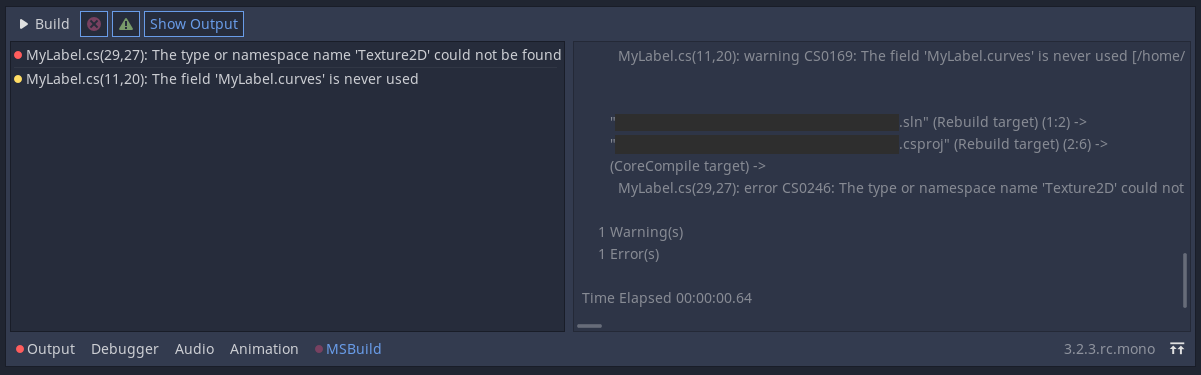 Build
Show Output
MyLabel.cs(29,27): The type or namespace name 'Texture2D' could not be found
MyLabel.cs(11,20): The field 'MyLabel.curves' is never used
MyLabel.cs(11,20): warning CS0169: The field 'MyLabel.curves' is never used [/home/
" .sln" (Rebuild target) (1:2) ->
" .csproj" (Rebuild target) (2:6) ->
(CoreCompile target) ->
MyLabel.cs(29,27): error CS0246: The type or namespace name 'Texture2D' could not
1 Warning(s)
1 Error(s)
Time Elapsed 00:00:00.64
Output Debugger Audio Animation MSBuild 3.2.3.rc.mono